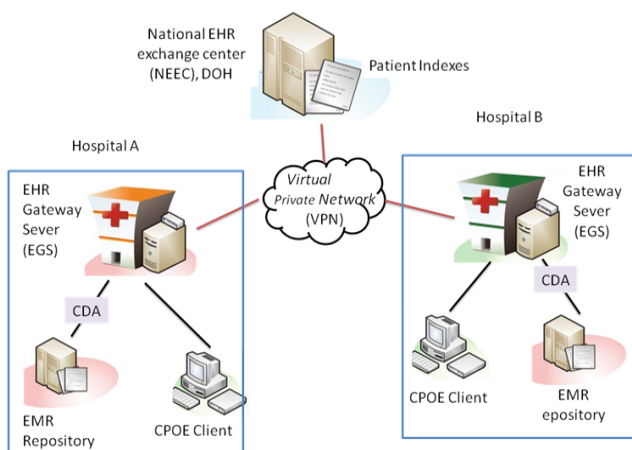 National EHR
exchange center
(NEEC), DOH
Patient Indexes
Hospital A
Hospital B
Virtual
Private Network
(VPN)
EHR
Gateway
Sever
(EGS)
CDA
EMR
Repository
CPOE Client
EHR
Gateway
Sever
(EGS)
CDA
CPOE Client
EMR
epository